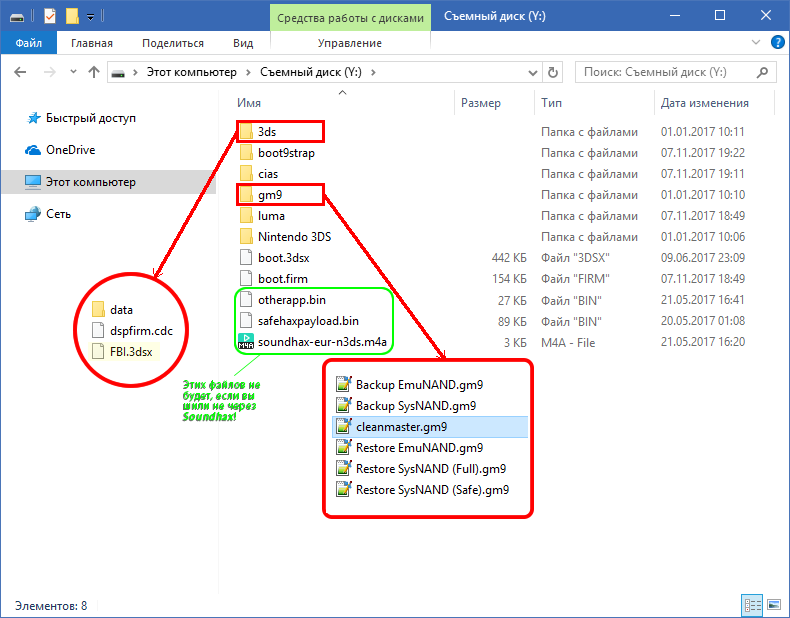 Средства работы с дисками
Съемный диск (Y:)
Файл
Главная
Поделиться
Вид
Управление
Этот компьютер
Съемный диск (Y:)
Поиск: Съемный диск (Y:)
Быстрый доступ
OneDrive
Этот компьютер
Сеть
Имя Размер Тип Дата изменения
3ds Папка с файлами 01.01.2017 10:11
boot9strap Папка с файлами 07.11.2017 19:22
cias Папка с файлами 07.11.2017 19:11
gm9 Папка с файлами 01.01.2017 10:10
luma Папка с файлами 07.11.2017 18:49
Nintendo 3DS Папка с файлами 01.01.2017 10:06
boot.3dsx 442 КБ Файл "3DSX" 09.06.2017 23:09
boot.firm 154 КБ Файл "FIRM" 07.11.2017 18:49
otherapp.bin 27 КБ Файл "BIN" 21.05.2017 16:41
safehaxpayload.bin 89 КБ Файл "BIN" 20.05.2017 01:08
soundhax-eur-n3ds.m4a 3 КБ M4A - File 21.05.2017 16:20
M4A
data
dspfirm.cdc
FBI.3dsx
Этих файлов не
будет, если вы
шили не через
Soundhax!
Backup EmuNAND.gm9
Backup SysNAND.gm9
cleanmaster.gm9
Restore EmuNAND.gm9
Restore SysNAND (Full).gm9
Restore SysNAND (Safe).gm9
Элементов: 8